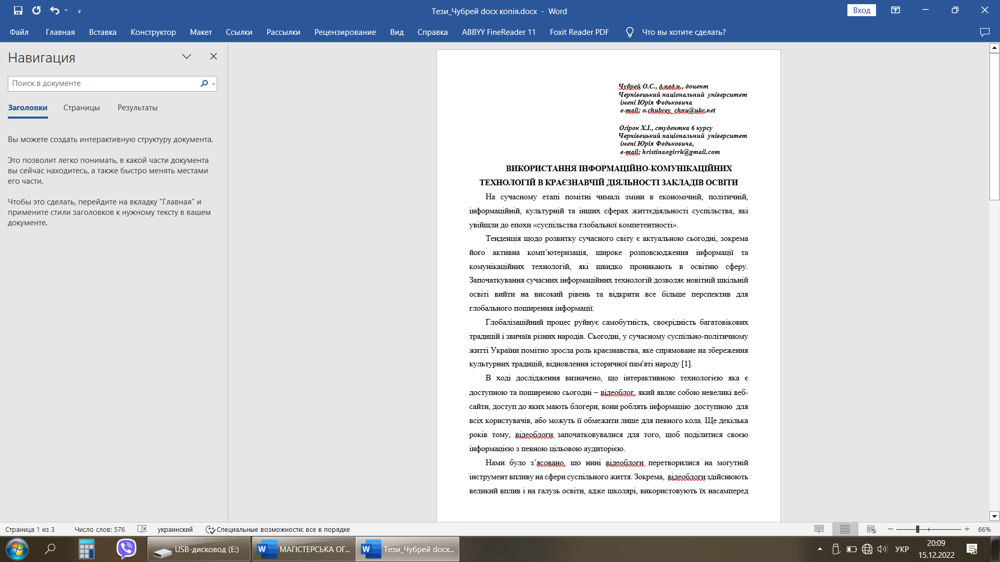 Тези_Чубрей docx копія.docx - Word
Вход
Файл Главная Вставка Конструктор Макет Ссылки Рассылки Рецензирование Вид Справка ABBYY FineReader 11 Foxit Reader PDF Что вы хотите сделать?
Навигация
Поиск в документе
Заголовки Страницы Результаты
Вы можете создать интерактивную структуру документа.
Это позволит легко понимать, в какой части документа
вы сейчас находитесь, а также быстро менять местами
его части.
Чтобы это сделать, перейдите на вкладку "Главная" и
примените стили заголовков к нужному тексту в вашем
документе.
Чубрей О.С., д.пед.н,, доцент
Чернівецький національний університет
імені Юрія Федьковича
e-mail: o.chubrey_chnu@ukr.net
Огірок Х.І., студентка 6 курсу
Чернівецький національний університет
імені Юрія Федьковича,
e-mail: hristinaogirrk@gmail.com
ВИКОРИСТАННЯ ІНФОРМАЦІЙНО-КОМУНІКАЦІЙНИХ
ТЕХНОЛОГІЙ В КРАЄЗНАВЧІЙ ДІЯЛЬНОСТІ ЗАКЛАДІВ ОСВІТИ
На сучасному етапі помітні чималі зміни в економічній, політичній,
інформаційній, культурній та інших сферах життєдіяльності суспільства, які
увійшли до епохи «суспільства глобальної компетентності».
Тенденція щодо розвитку сучасного світу є актуальною сьогодні, зокрема
його активна комп’ютеризація, широке розповсюдження інформації та
комунікаційних технологій, які швидко проникають в освітню сферу.
Започаткування сучасних інформаційних технологій дозволяє новітній шкільній
освіті вийти на високий рівень та відкрити все більше перспектив для
глобального поширення інформації.
Глобалізаційний процес руйнує самобутність, своєрідність багатовікових
традицій і звичаїв різних народів. Сьогодні, у сучасному суспільно-політичному
житті України помітно зросла роль краєзнавства, яке спрямоване на збереження
культурних традицій, відновлення історичної пам'яті народу [1].
В ході дослідження визначено, що інтерактивною технологією яка є
доступною та поширеною сьогодні – відеоблог, який являє собою невеликі веб-
сайти, доступ до яких мають блогери, вони роблять інформацію доступною для
всіх користувачів, або можуть її обмежити лише для певного кола. Ще декілька
років тому, відеоблоги започатковувалися для того, щоб поділитися своєю
інформацією з певною цільовою аудиторією.
Нами було з’ясовано, що нині відеоблоги перетворилися на могутній
інструмент впливу на сфери суспільного життя. Зокрема, відеоблоги здійснюють
великий вплив і на галузь освіти, адже школярі, використовують їх насамперед
Страница 1 из 3 Число слов: 576 украинский Специальные возможности: все в порядке 66%
USB-дисковод (E:) МАГІСТЕРСЬКА ОГ... Тези_Чубрей docx... УКР 20:09
15.12.2022